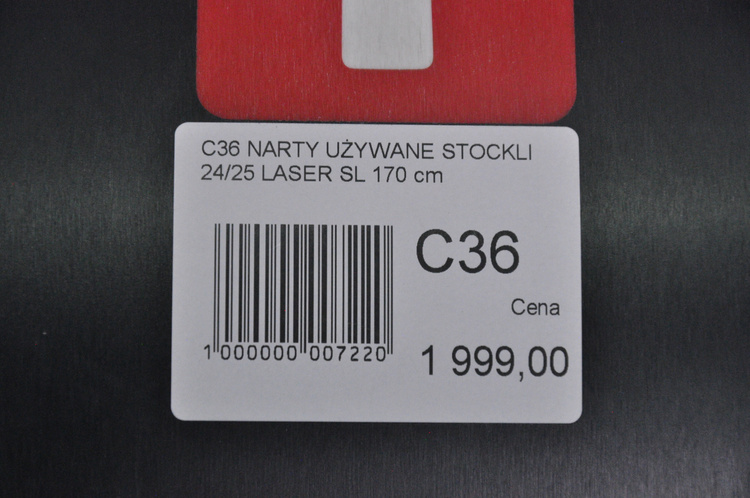 C36 NARTY UŻYWANE STOCKLI
24/25 LASER SL 170 cm
C36
Cena
1 999,00
1 000000 007220